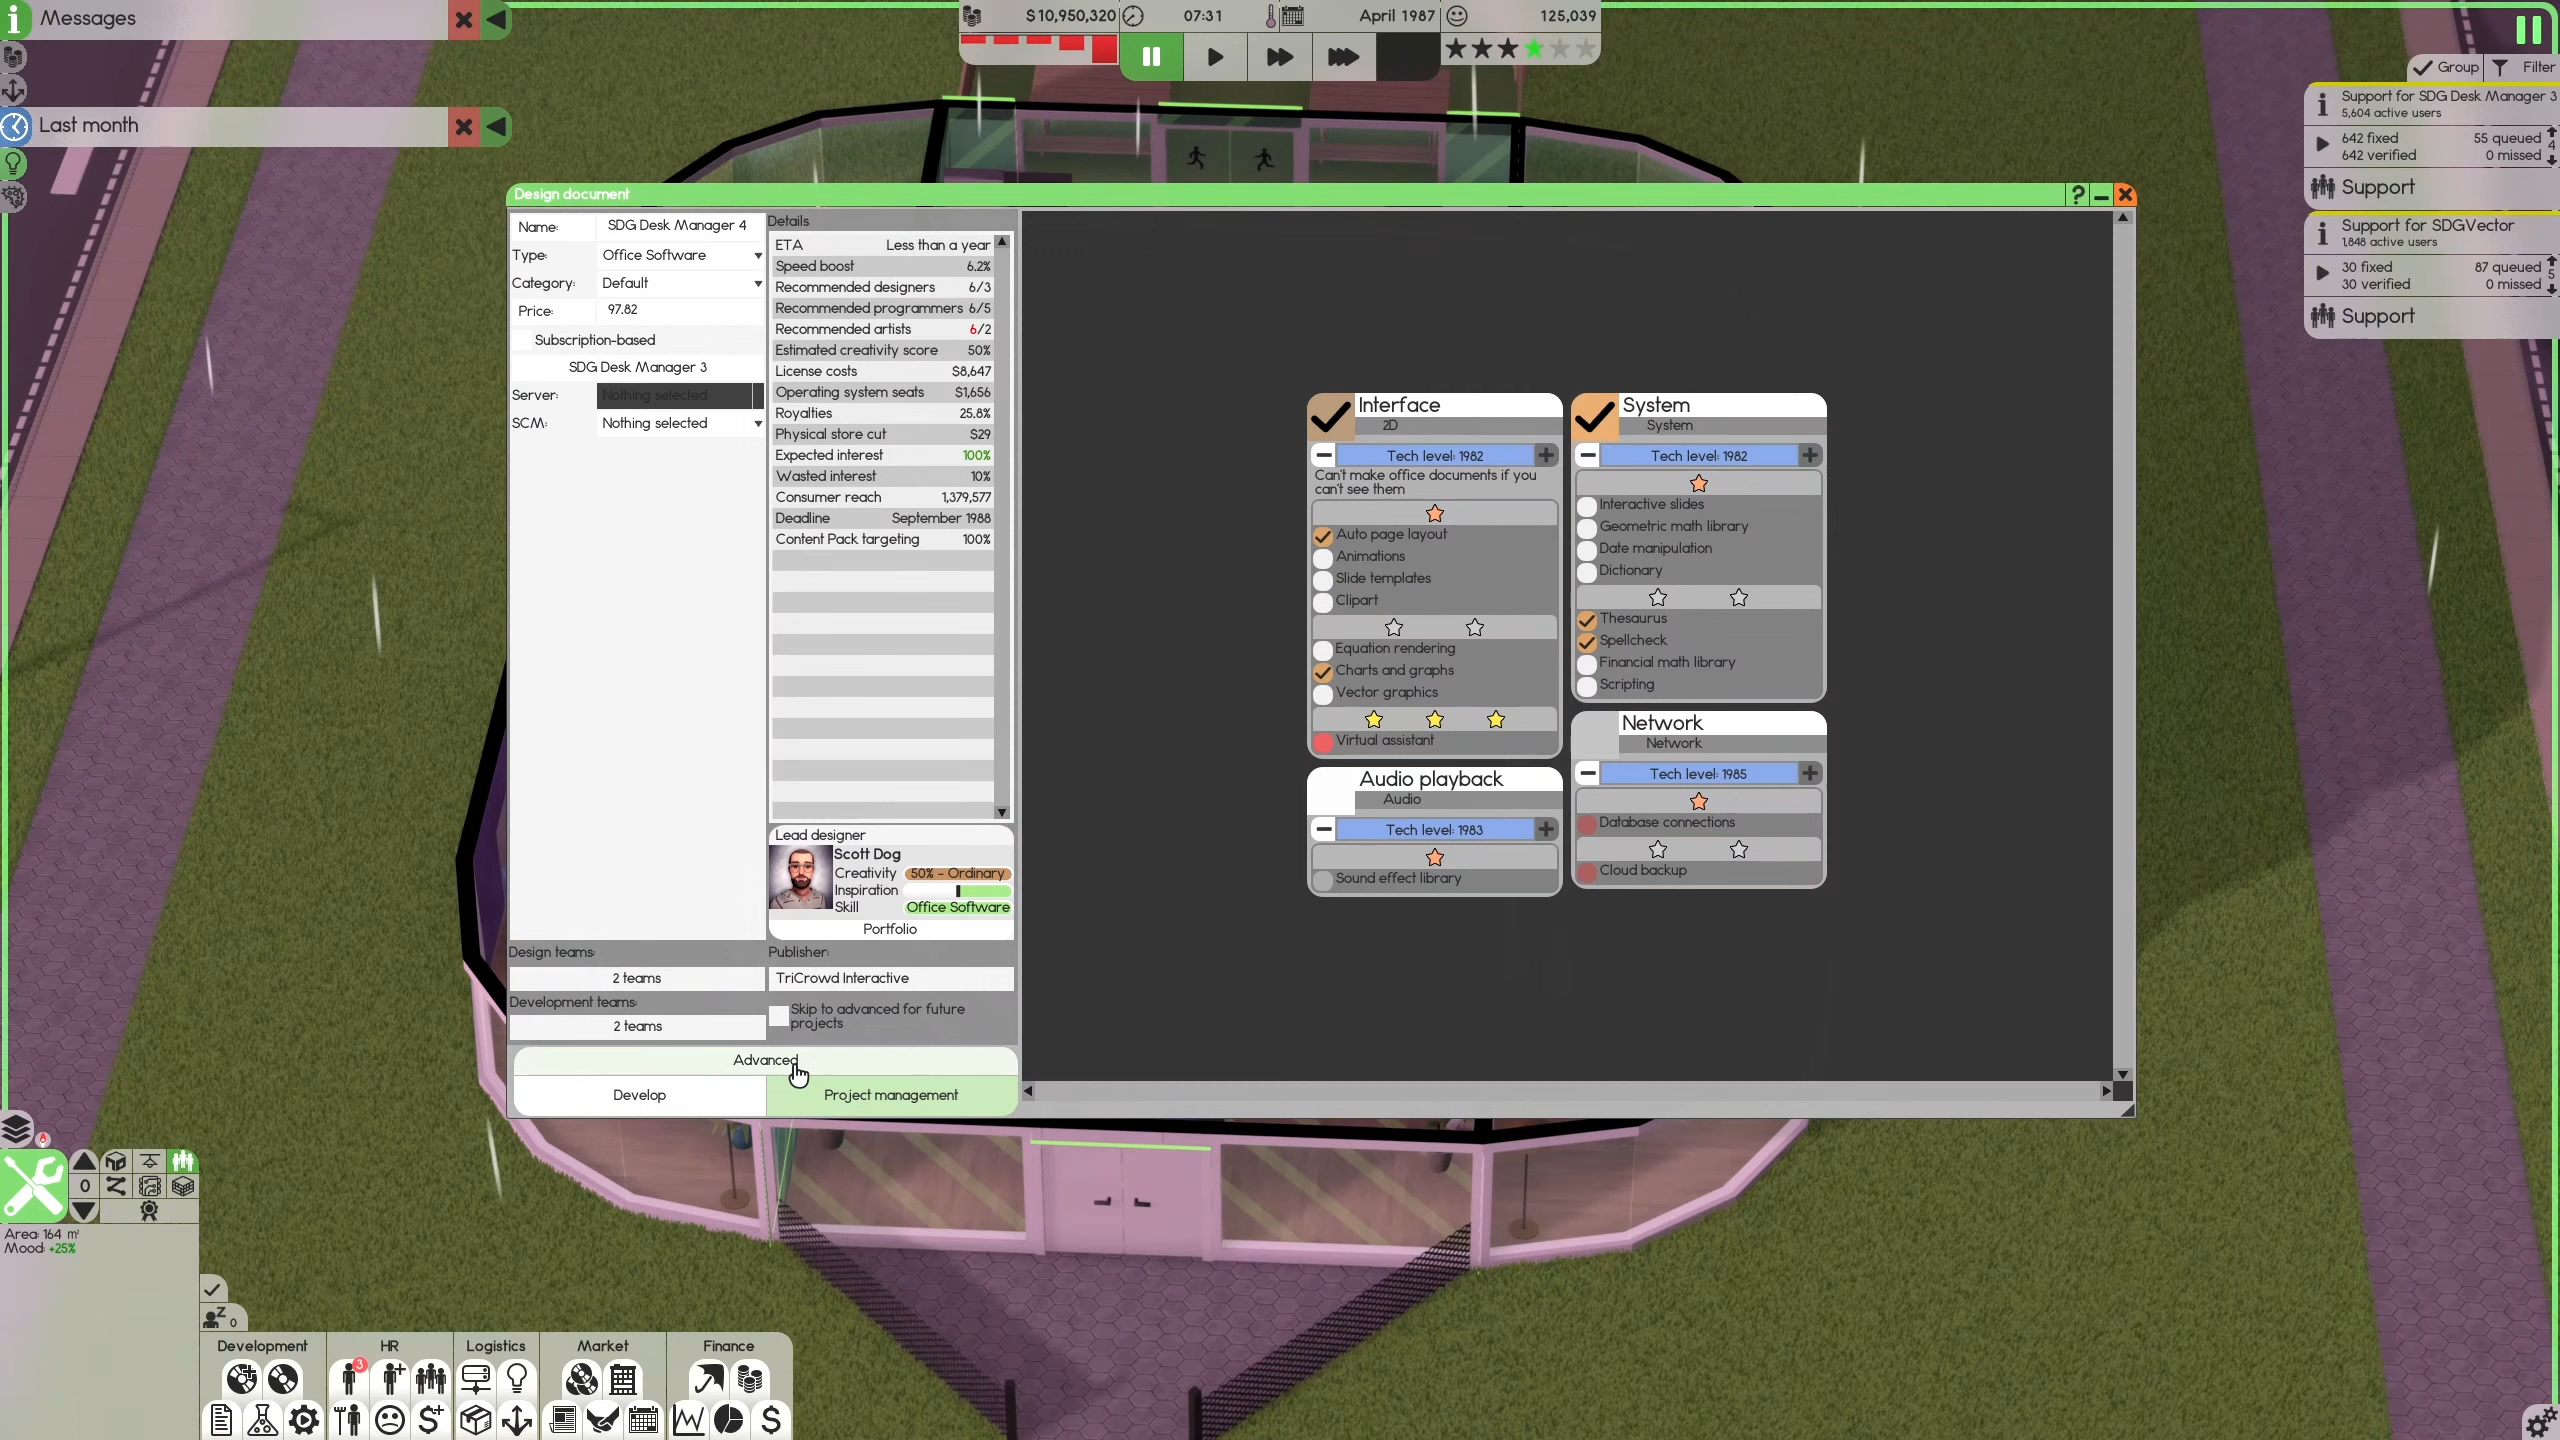 Messages
$10,950,320
07:31
April 1987
125,039
Last month
Group
Filter
Support for SDG Desk Manager 3
5,604 active users
642 fixed
55 queued
4
642 verified
0 missed
Support
Support for SDGVector
1,848 active users
30 fixed
87 queued
5
30 verified
0 missed
Support
Design document
?
Name:
SDG Desk Manager 4
Type:
Office Software
Category:
Default
Price:
97.82
Subscription-based
SDG Desk Manager 3
Server:
Nothing selected
SCM:
Nothing selected
Details
ETA
Less than a year
Speed boost
6.2%
Recommended designers
6/3
Recommended programmers
6/5
Recommended artists
6/2
Estimated creativity score
50%
License costs
$8,647
Operating system seats
$1,656
Royalties
25.8%
Physical store cut
$29
Expected interest
100%
Wasted interest
10%
Consumer reach
1,379,577
Deadline
September 1988
Content Pack targeting
100%
Lead designer
Scott Dog
Creativity
50% - Ordinary
Inspiration
Skill
Office Software
Portfolio
Design teams:
2 teams
Development teams:
2 teams
Publisher:
TriCrowd Interactive
Skip to advanced for future
projects
Advanced
Develop
Project management
Interface
2D
Tech level: 1982
Can't make office documents if you
can't see them
Auto page layout
Animations
Slide templates
Clipart
Equation rendering
Charts and graphs
Vector graphics
Virtual assistant
Audio playback
Audio
Tech level: 1983
Sound effect library
System
System
Tech level: 1982
Interactive slides
Geometric math library
Date manipulation
Dictionary
Thesaurus
Spellcheck
Financial math library
Scripting
Network
Network
Tech level: 1985
Database connections
Cloud backup
0
Area: 164 m²
Mood: +25%
0
Development
HR
Logistics
Market
Finance
3